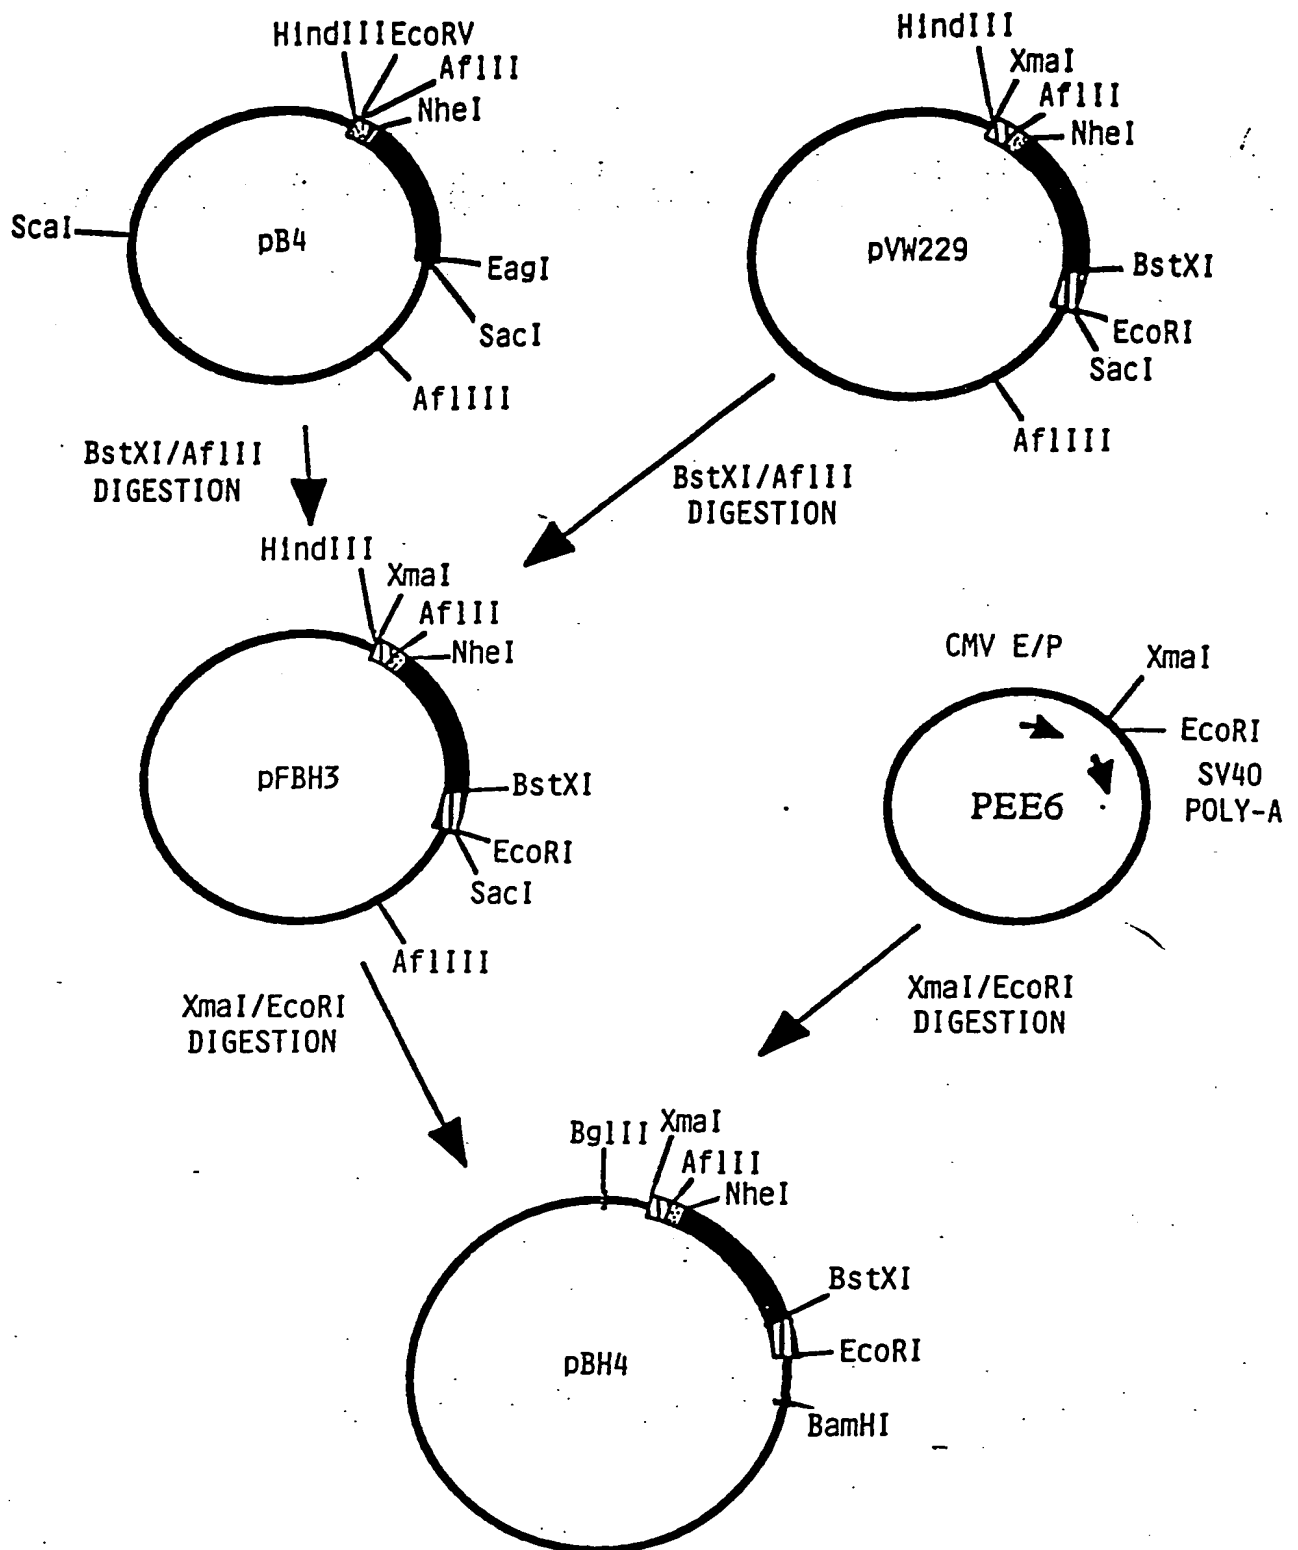 HindIII EcoRV
AflII
NheI
ScaI
pB4
EagI
SacI
AflIII
HindIII
XmaI
AflII
NheI
pVW229
BstXI
EcoRI
SacI
AflIII
BstXI/AflII
DIGESTION
BstXI/AflII
DIGESTION
HindIII
XmaI
AflII
NheI
pFBH3
BstXI
EcoRI
SacI
AflIII
CMV E/P
XmaI
EcoRI
SV40
POLY-A
PEE6
XmaI/EcoRI
DIGESTION
XmaI/EcoRI
DIGESTION
BglII
XmaI
AflII
NheI
pBH4
BstXI
EcoRI
BamHI